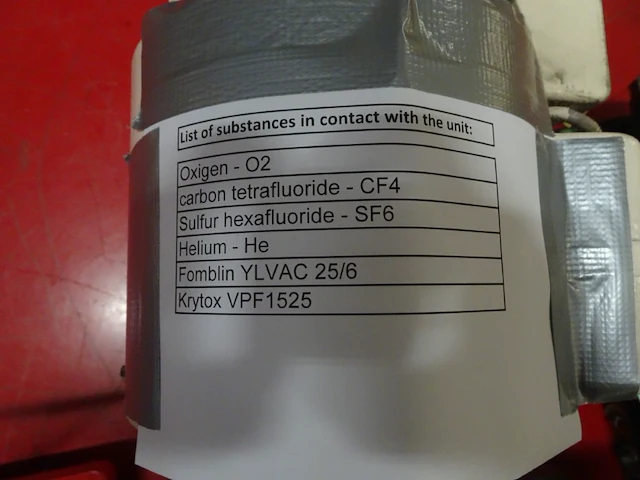 List of substances in contact with the unit:
Oxigen - O2
carbon tetrafluoride - CF4
Sulfur hexafluoride - SF6
Helium - He
Fomblin YLVAC 25/6
Krytox VPF1525